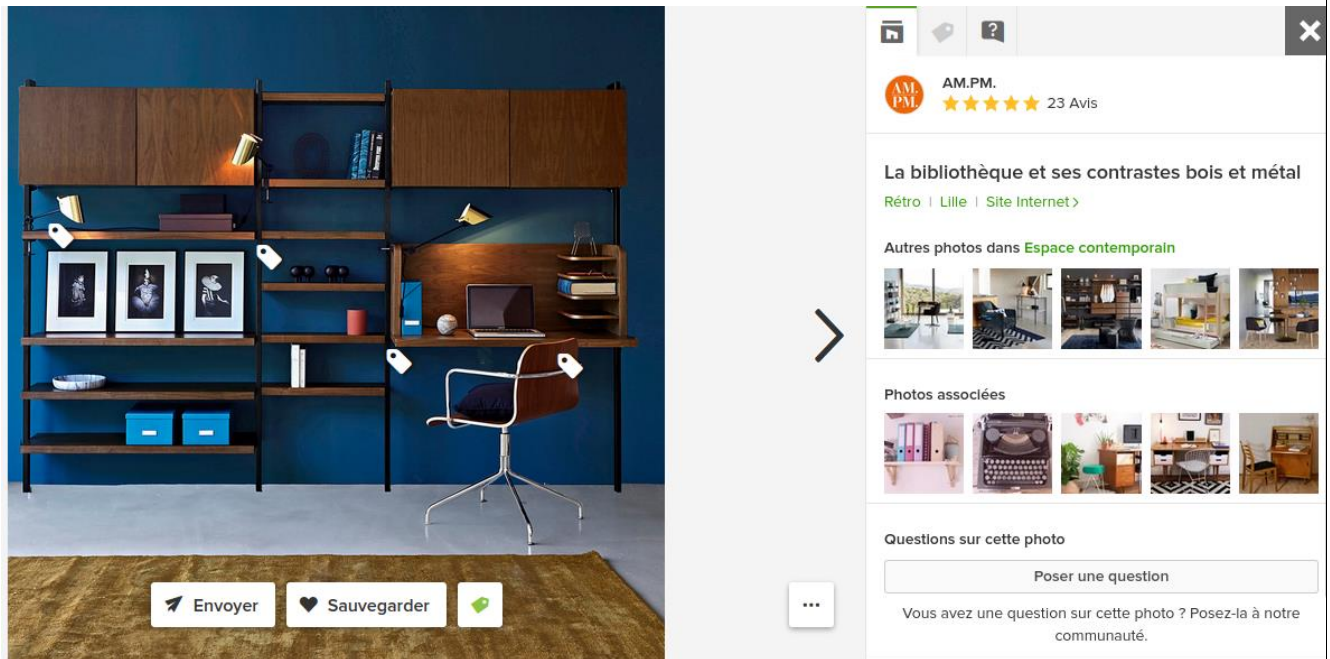 AM.
PM.
AM.PM.
23 Avis
La bibliothèque et ses contrastes bois et métal
Rétro | Lille | Site Internet >
Autres photos dans Espace contemporain
Photos associées
Questions sur cette photo
Poser une question
Vous avez une question sur cette photo ? Posez-la à notre
communauté.
Envoyer
Sauvegarder